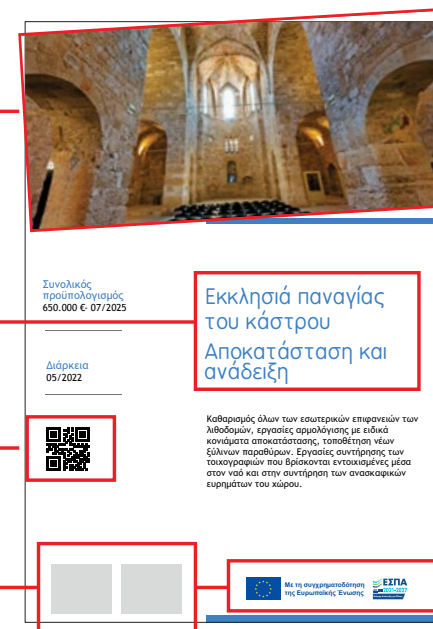 Συνολικός
προϋπολογισμός
650.000 €- 07/2025
Διάρκεια
05/2022
Εκκλησιά παναγίας
του κάστρου
Αποκατάσταση και
ανάδειξη
Καθαρισμός όλων των εσωτερικών επιφανειών των
λιθοδομών, εργασίες αρμολόγισης με ειδικά
κονιάματα αποκατάστασης, τοποθέτηση νέων
ξύλινων παραθύρων. Εργασίες συντήρησης των
τοιχογραφιών που βρίσκονται εντοιχισμένες μέσα
στον ναό και στην συντήρηση των ανασκαφικών
ευρημάτων του χώρου.
Με τη συγχρηματοδότηση
της Ευρωπαϊκής Ένωσης
ΕΣΠΑ
2021-2027